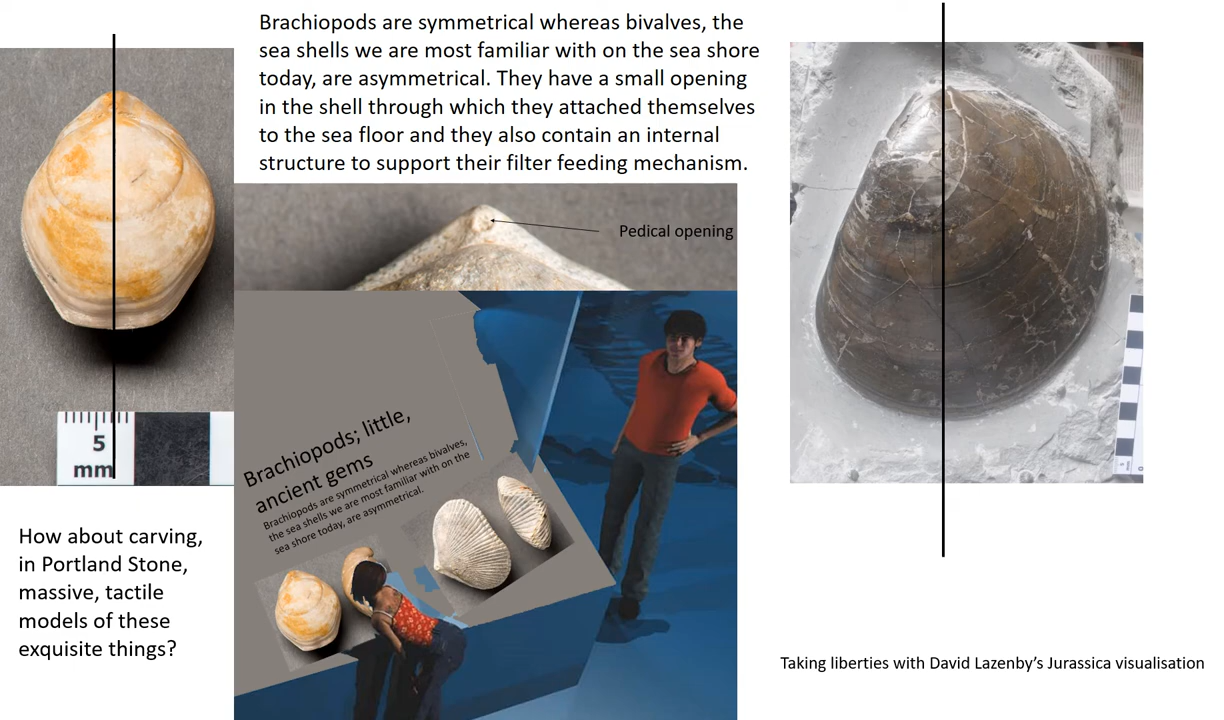 Brachiopods are symmetrical whereas bivalves, the
sea shells we are most familiar with on the sea shore
today, are asymmetrical. They have a small opening
in the shell through which they attached themselves
to the sea floor and they also contain an internal
structure to support their filter feeding mechanism.
Pedical opening
5
mm
Brachiopods; little,
ancient gems
Brachiopods are symmetrical whereas bivalves,
the sea shells we are most familiar with on the
sea shore today, are asymmetrical.
How about carving,
in Portland Stone,
massive, tactile
models of these
exquisite things?
Taking liberties with David Lazenby's Jurassica visualisation